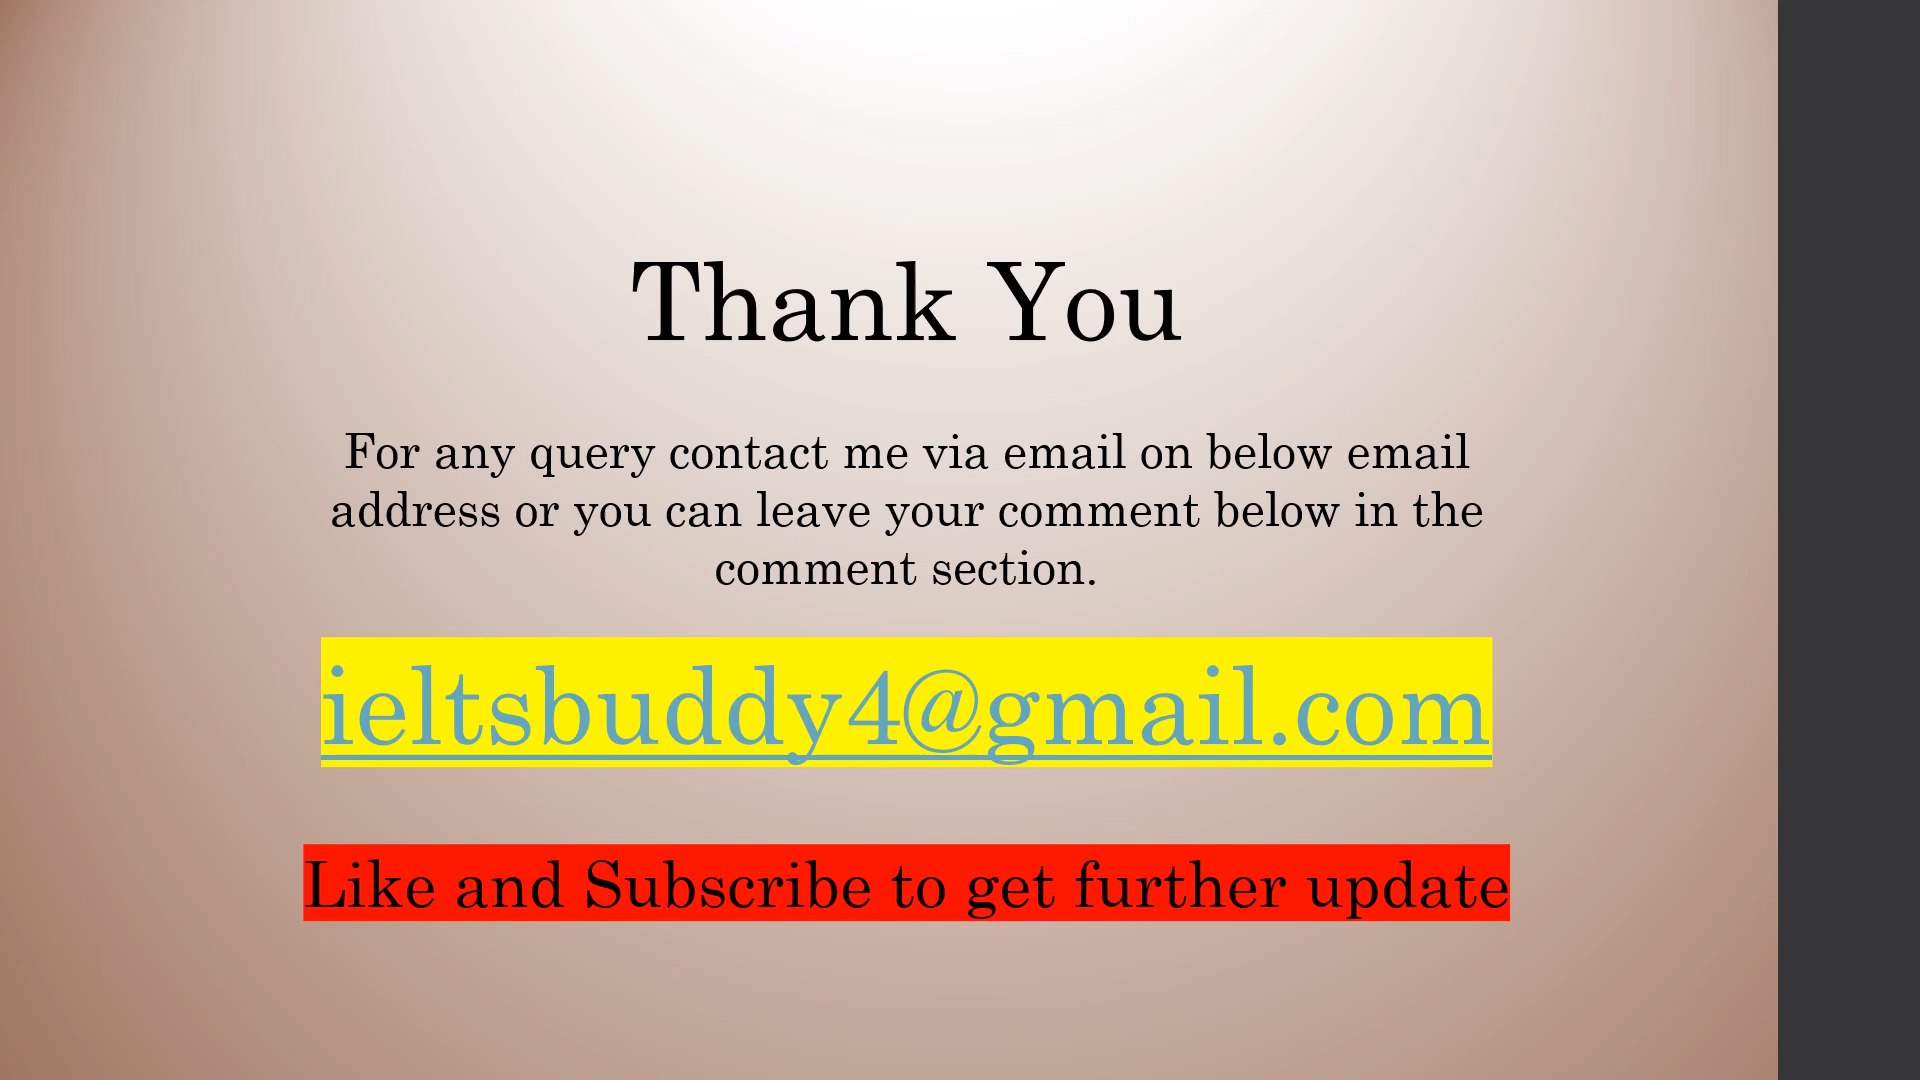 Thank You
For any query contact me via email on below email
address or you can leave your comment below in the
comment section.
ieltsbuddy4@gmail.com
Like and Subscribe to get further update